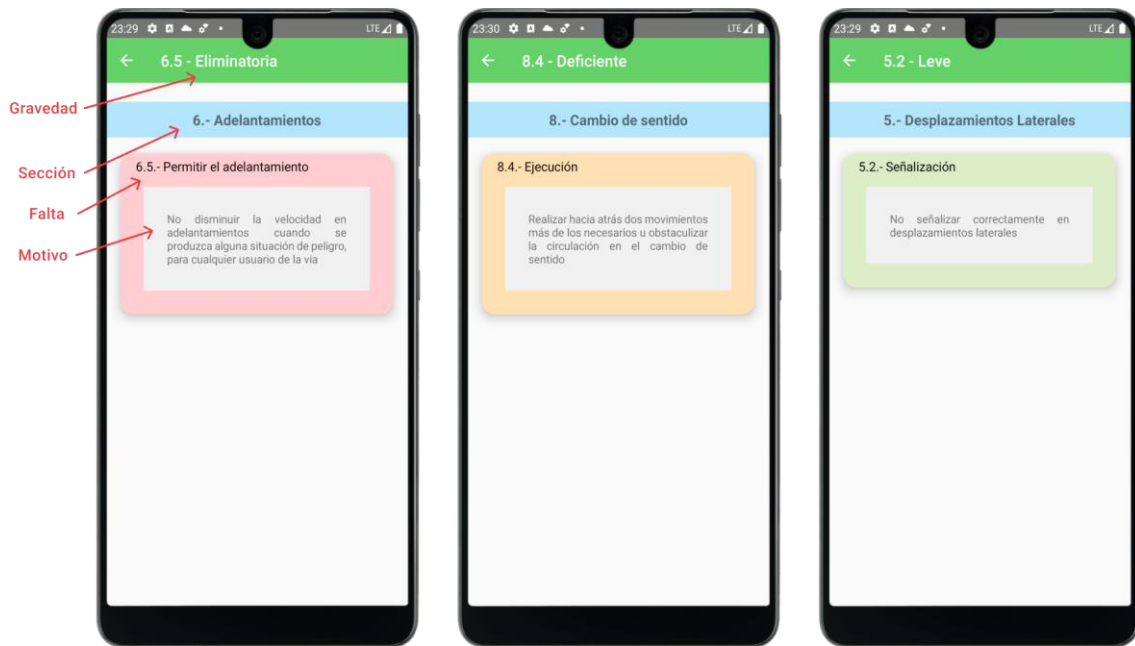 Gravedad
Sección
Falta
Motivo
23:29
LTE
6.5 - Eliminatoria
6.- Adelantamientos
6.5.- Permitir el adelantamiento
No disminuir la velocidad en
adelantamientos cuando se
produzca alguna situación de peligro,
para cualquier usuario de la via
23:30
LTE
8.4 - Deficiente
8.- Cambio de sentido
8.4.- Ejecución
Realizar hacia atrás dos movimientos
más de los necesarios u obstaculizar
la circulación en el cambio de
sentido
23:29
LTE
5.2 - Leve
5.- Desplazamientos Laterales
5.2.- Señalización
No señalizar correctamente en
desplazamientos laterales